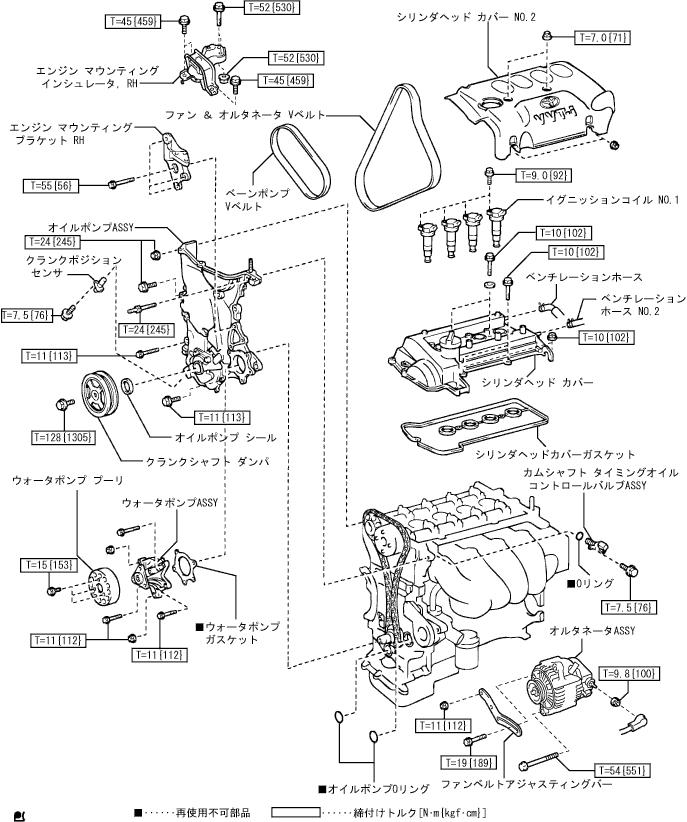 T=52{530}
T=45{459}
シリンダヘッド カバー NO.2
T=7.0{71}
T=52{530}
エンジン マウンティング
インシュレータ, RH
T=45{459}
ファン & オルタネータ Vベルト
VVT-i
エンジン マウンティング
ブラケット RH
T=55{56}
ベーンポンプ
Vベルト
T=9.0{92}
イグニッションコイル NO.1
オイルポンプASSY
T=24{245}
T=10{102}
T=10{102}
クランクポジション
センサ
ベンチレーションホース
ベンチレーション
ホース NO.2
T=7.5{76}
T=24{245}
T=10{102}
T=11{113}
シリンダヘッド カバー
T=11{113}
T=128{1305}
オイルポンプ シール
クランクシャフト ダンパ
シリンダヘッドカバーガスケット
ウォータポンプ プーリ
カムシャフト タイミングオイル
コントロールバルブASSY
ウォータポンプASSY
T=15{153}
■Oリング
T=7.5{76}
■ウォータポンプ
ガスケット
T=11{112}
T=11{112}
オルタネータASSY
T=9.8{100}
T=11{112}
T=19{189}
T=54{551}
ファンベルトアジャスティングバー
■オイルポンプOリング
■······再使用不可部品
······締付けトルク[N·m{kgf·cm}]